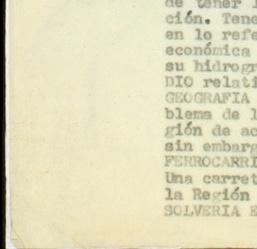 de tener l
ción. Tene
en lo refe
económica
su hidrogr
DIO relati
GEOGRAFIA
blema de l
gión de ac
sin embarg
FERROCARRI
Una carret
la Región
SOLVERIA E